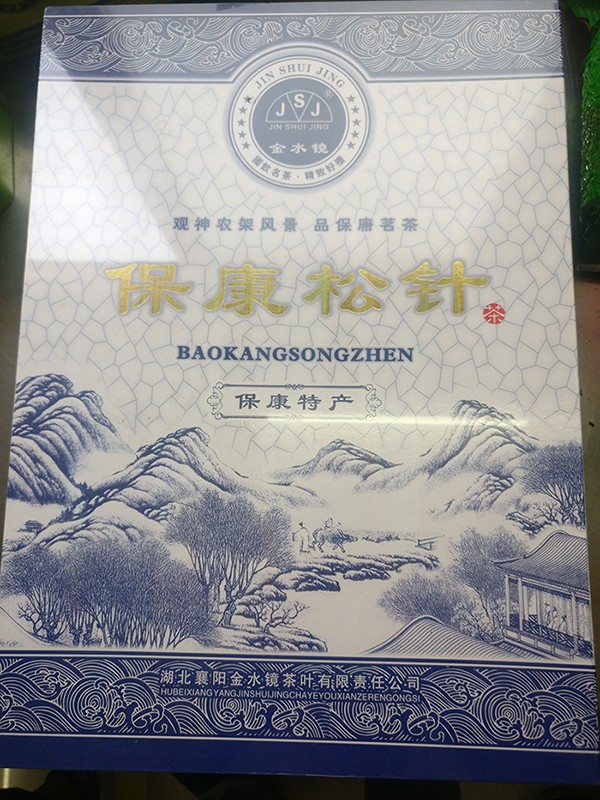 JIN SHUI JING
JSJ
®
JIN SHUI JING
金水镜
观神农架风景 品保康茗茶
保康松针
茶
BAOKANGSONGZHEN
保康特产
湖北襄阳金水镜茶叶有限责任公司
HUBEIXIANGYANGJINSHUIJINGCHAYEYOUXIANZERENGONGSI